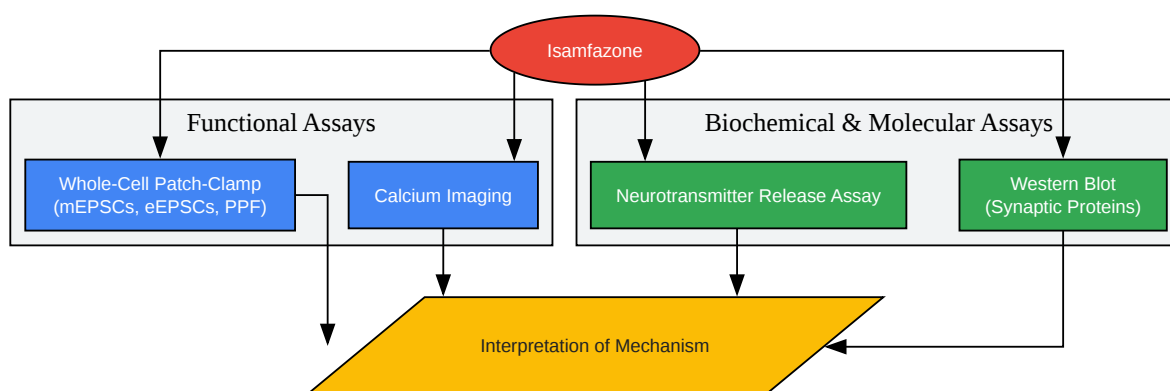 Isamfazone
Functional Assays
Biochemical & Molecular Assays
Whole-Cell Patch-Clamp
(mEPSCs, eEPSCs, PPF)
Calcium Imaging
Neurotransmitter Release Assay
Western Blot
(Synaptic Proteins)
Interpretation of Mechanism